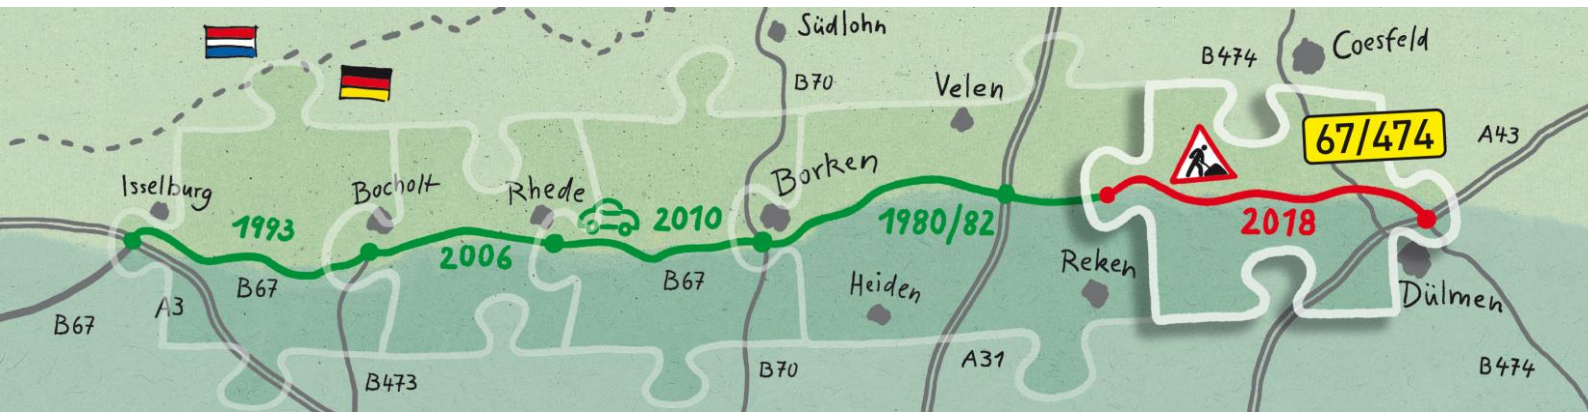 Südlohn
Coesfeld
B474
B70
Velen
67/474
A43
Isselburg
Bocholt
Rhede
Borken
1993
2010
1980/82
2018
2006
B67
B67
Reken
Heiden
A3
B67
Dülmen
B473
B70
A31
B474